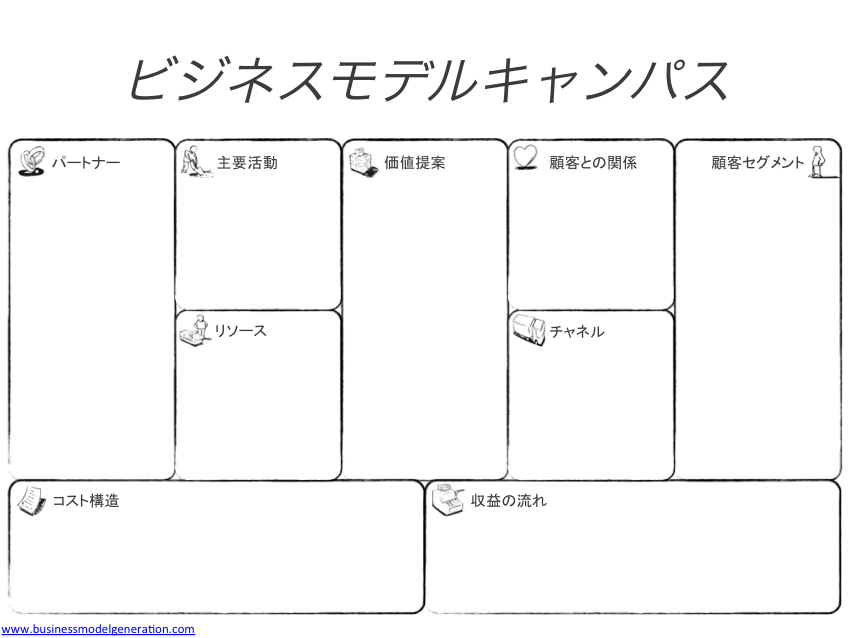 ビジネスモデルキャンパス
パートナー
主要活動
価値提案
顧客との関係
顧客セグメント
リソース
チャネル
コスト構造
収益の流れ
www.businessmodelgeneration.com